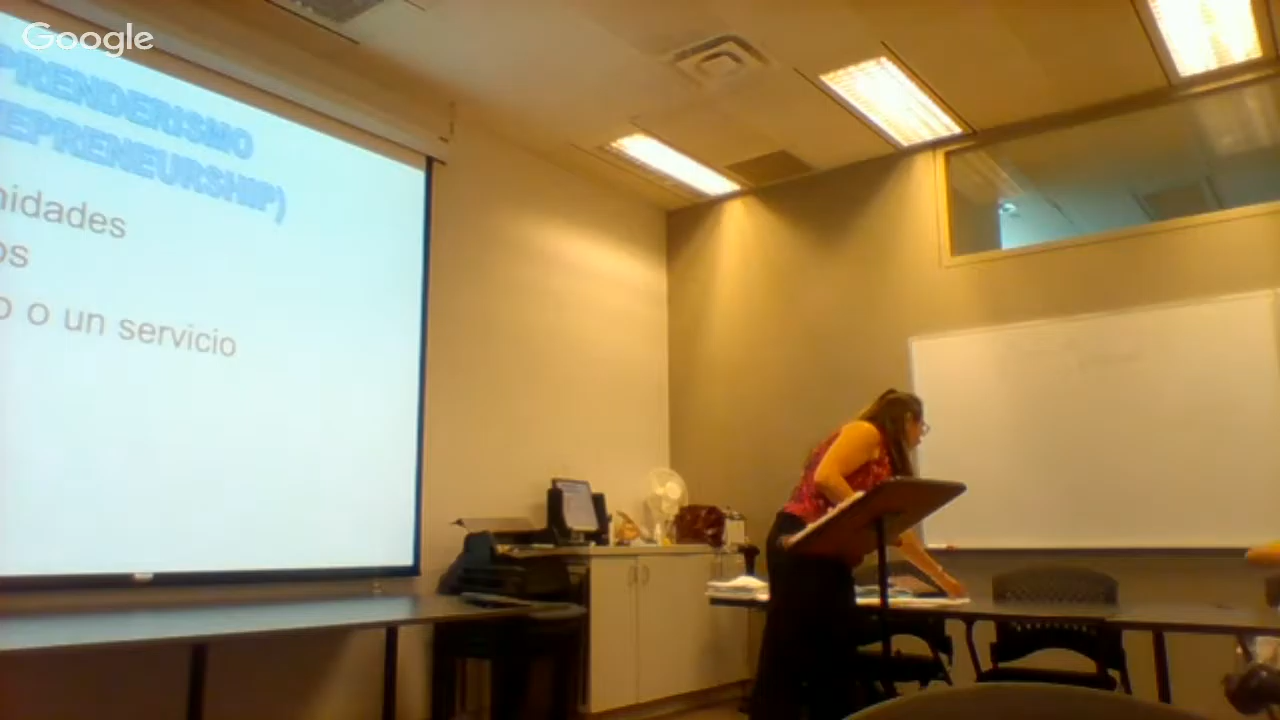 Google
PRENDERISMO
EPRENEURSHIP)
nidades
os
o o un servicio